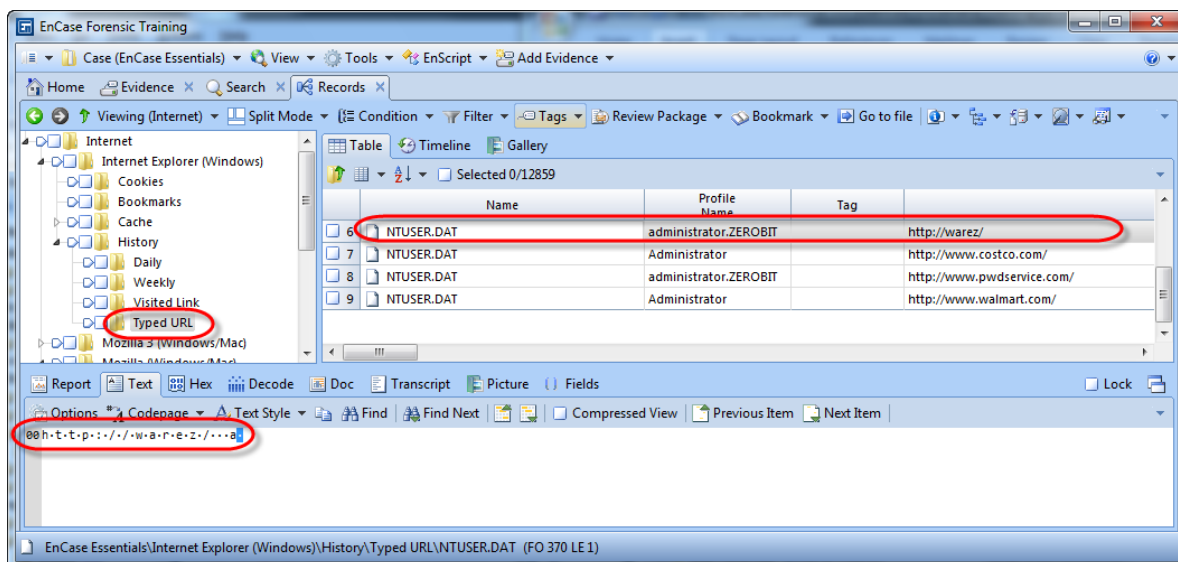 EnCase Forensic Training
Case (EnCase Essentials) View Tools EnScript Add Evidence
Home Evidence Search Records
Viewing (Internet) Split Mode Condition Filter Tags Review Package Bookmark Go to file
Internet
Internet Explorer (Windows)
Cookies
Bookmarks
Cache
History
Daily
Weekly
Visited Link
Typed URL
Mozilla 3 (Windows/Mac)
Mozilla (Windows/Mac)
Table Timeline Gallery
Selected 0/12859
Name Profile Name Tag
6 NTUSER.DAT administrator.ZEROBIT http://warez/
7 NTUSER.DAT Administrator http://www.costco.com/
8 NTUSER.DAT administrator.ZEROBIT http://www.pwdservice.com/
9 NTUSER.DAT Administrator http://www.walmart.com/
Report Text Hex Decode Doc Transcript Picture Fields Lock
Options Codepage Text Style Find Find Next Compressed View Previous Item Next Item
00h·t·t·p·:·/·/·w·a·r·e·z·/···a·
EnCase Essentials\Internet Explorer (Windows)\History\Typed URL\NTUSER.DAT (FO 370 LE 1)